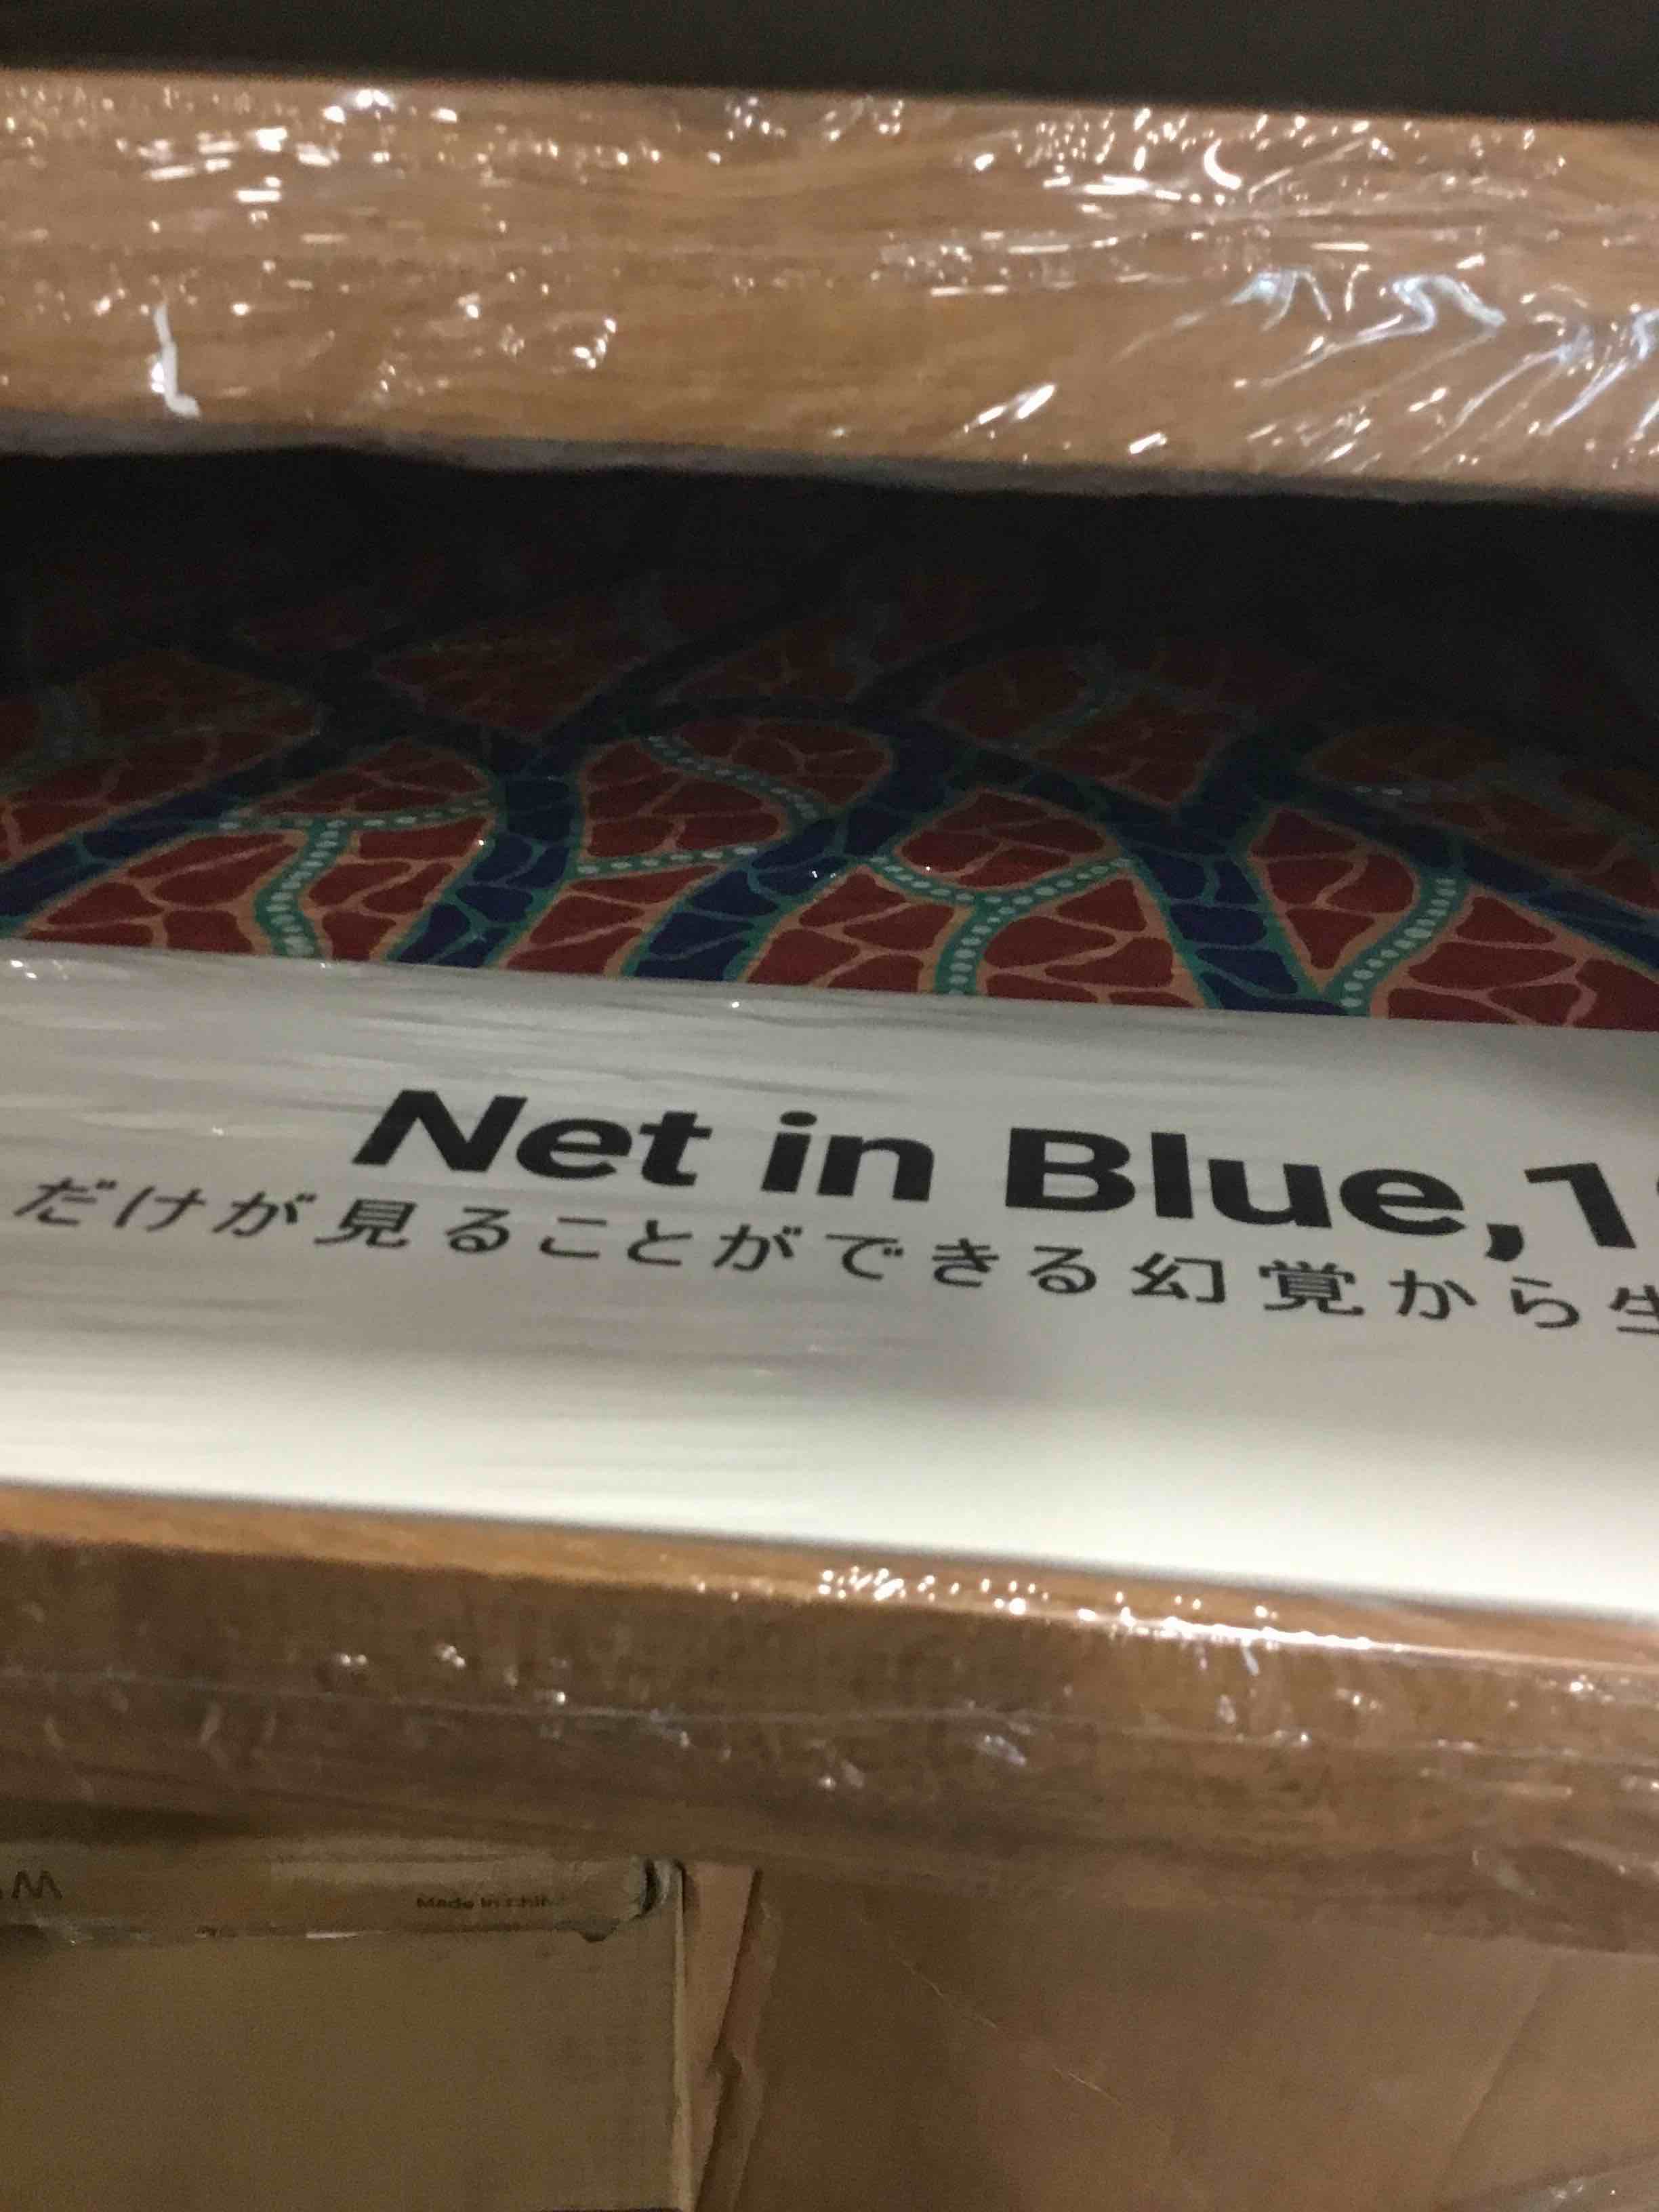 Net in Blue,1
だけが見ることができる幻覚から生
Made in